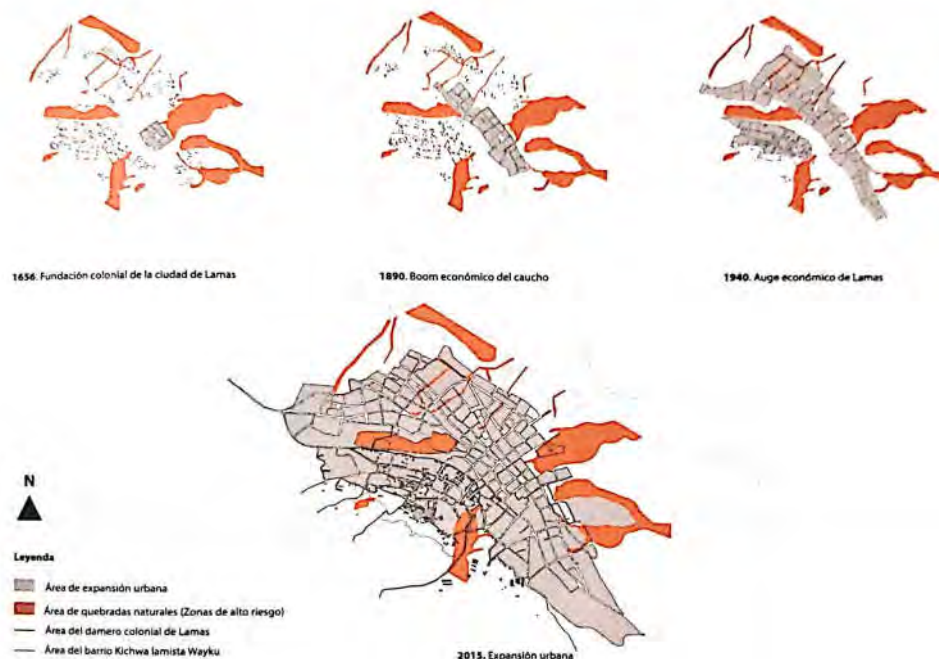 1656. Fundación colonial de la ciudad de Lamas
1890. Boom económico del caucho
1940. Auge económico de Lamas
N
Leyenda
Área de expansión urbana
Área de quebradas naturales (Zonas de alto riesgo)
Área del damero colonial de Lamas
Área del barrio Kichwa lamista Wayku
2015. Expansión urbana